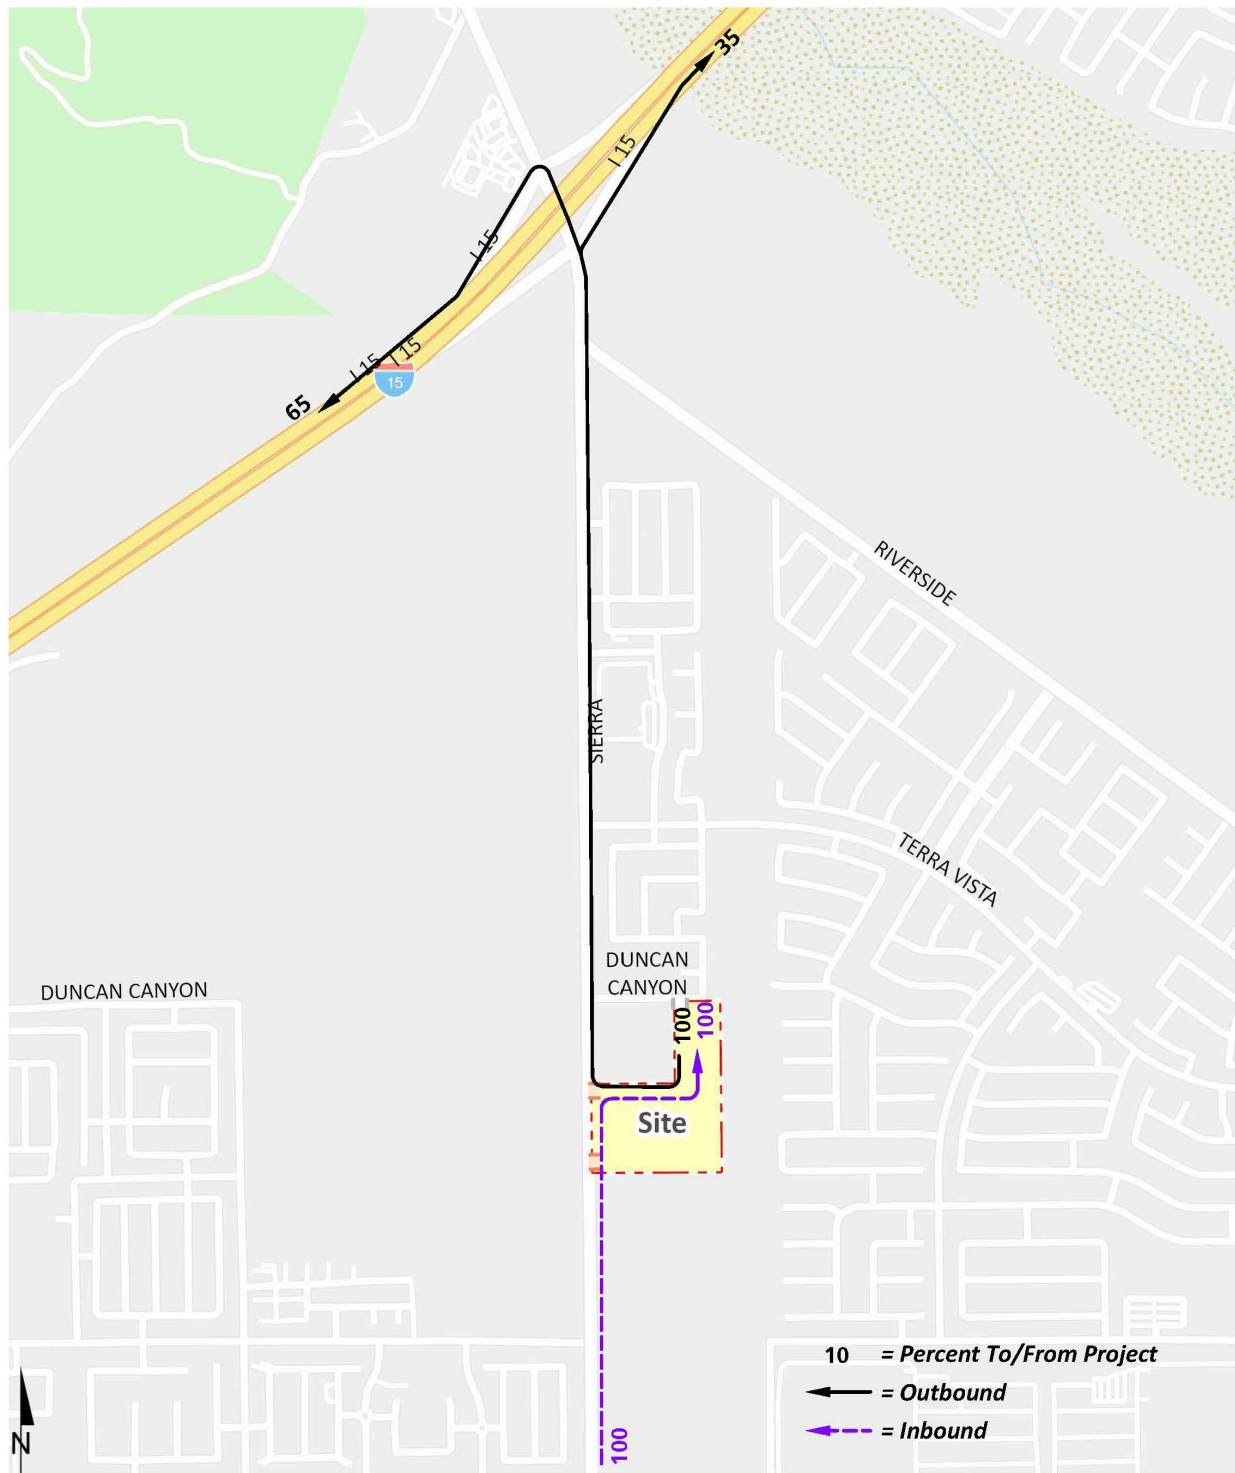 35
I 15
I 15
I 15
I 15
15
65
RIVERSIDE
SIERRA
TERRA VISTA
DUNCAN
CANYON
DUNCAN CANYON
100
100
Site
10 = Percent To/From Project
= Outbound
= Inbound
N
100